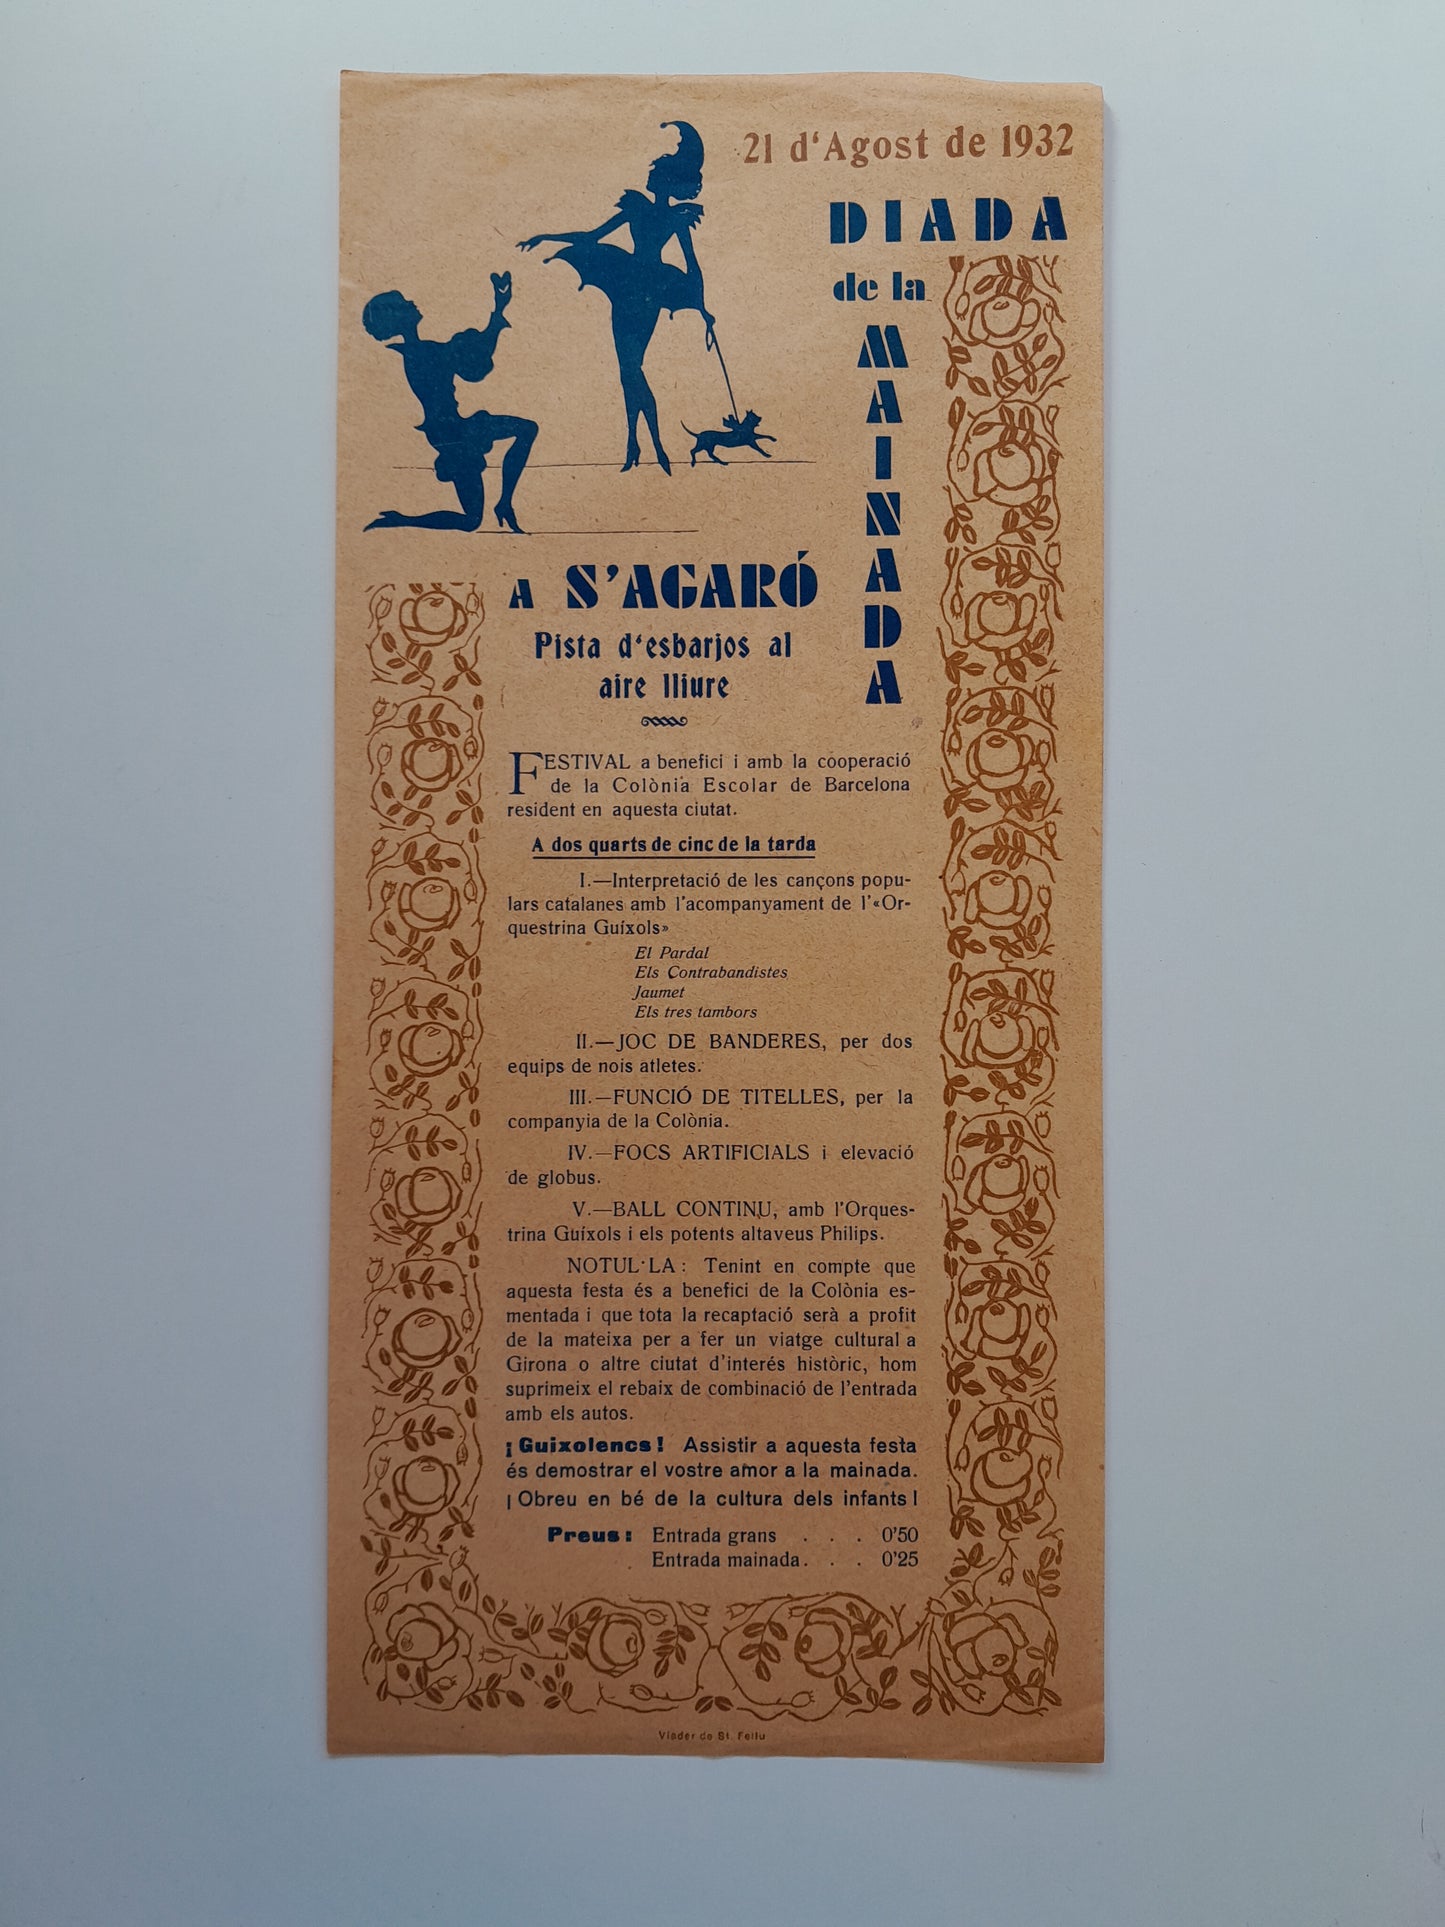 21 d'Agost de 1932
DIADA
de la
MAINADA
A S'AGARÓ
Pista d'esbarjos al
aire lliure
FESTIVAL a benefici i amb la cooperació
de la Colònia Escolar de Barcelona
resident en aquesta ciutat.
A dos quarts de cinc de la tarda
I.—Interpretació de les cançons popu-
lars catalanes amb l'acompanyament de l'«Or-
questrina Guíxols»
El Pardal
Els Contrabandistes
Jaumet
Els tres tambors
II.—JOC DE BANDERES, per dos
equips de nois atletes.
III.—FUNCIÓ DE TITELLES, per la
companyia de la Colònia.
IV.—FOCS ARTIFICIALS i elevació
de globus.
V.—BALL CONTINU, amb l'Orques-
trina Guíxols i els potents altaveus Philips.
NOTUL·LA: Tenint en compte que
aquesta festa és a benefici de la Colònia es-
mentada i que tota la recaptació serà a profit
de la mateixa per a fer un viatge cultural a
Girona o altre ciutat d'interés històric, hom
suprimeix el rebaix de combinació de l'entrada
amb els autos.
¡Guixolencs! Assistir a aquesta festa
és demostrar el vostre amor a la mainada.
¡Obreu en bé de la cultura dels infants!
Preus: Entrada grans . . . 0'50
Entrada mainada. . . 0'25
Viader de St. Feliu